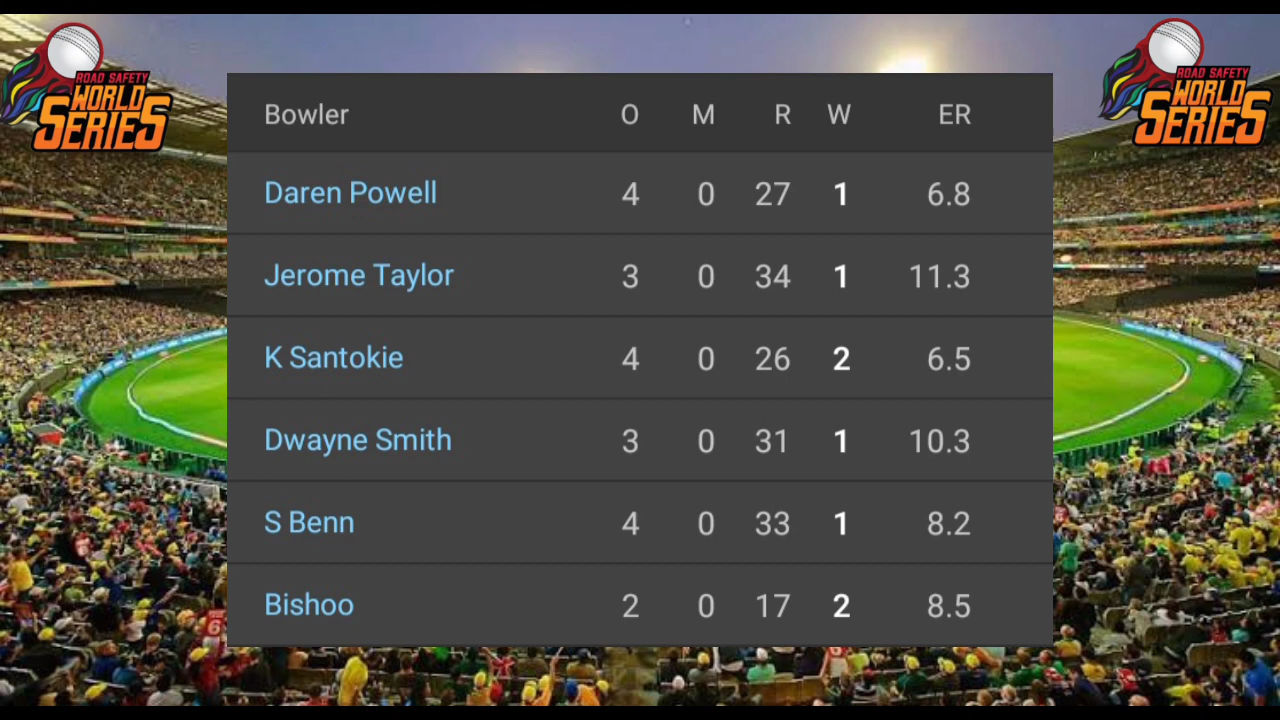 ROAD SAFETY
WORLD
SERIES
ROAD SAFETY
WORLD
SERIES
Bowler O M R W ER
Daren Powell 4 0 27 1 6.8
Jerome Taylor 3 0 34 1 11.3
K Santokie 4 0 26 2 6.5
Dwayne Smith 3 0 31 1 10.3
S Benn 4 0 33 1 8.2
Bishoo 2 0 17 2 8.5